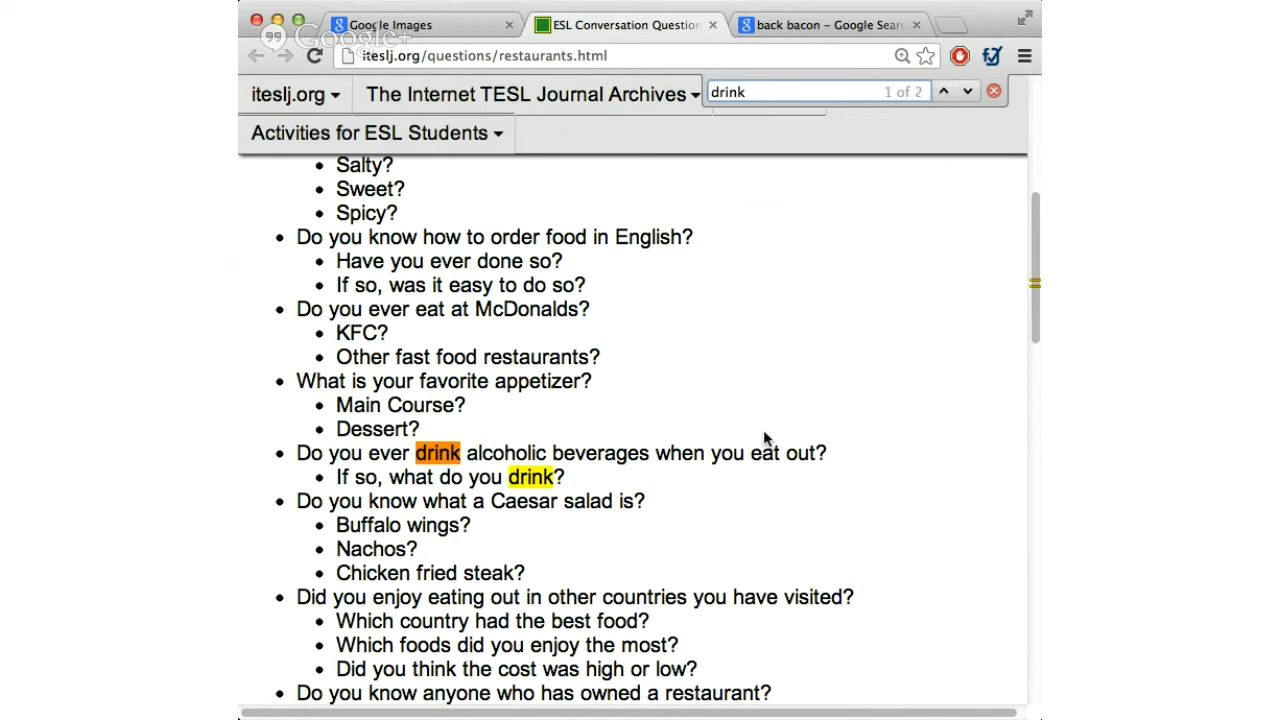 Google Images
ESL Conversation Question
back bacon - Google Searc
Google+
iteslj.org/questions/restaurants.html
iteslj.org
The Internet TESL Journal Archives
drink
1 of 2
Activities for ESL Students
Salty?
Sweet?
Spicy?
Do you know how to order food in English?
Have you ever done so?
If so, was it easy to do so?
Do you ever eat at McDonalds?
KFC?
Other fast food restaurants?
What is your favorite appetizer?
Main Course?
Dessert?
Do you ever drink alcoholic beverages when you eat out?
If so, what do you drink?
Do you know what a Caesar salad is?
Buffalo wings?
Nachos?
Chicken fried steak?
Did you enjoy eating out in other countries you have visited?
Which country had the best food?
Which foods did you enjoy the most?
Did you think the cost was high or low?
Do you know anyone who has owned a restaurant?